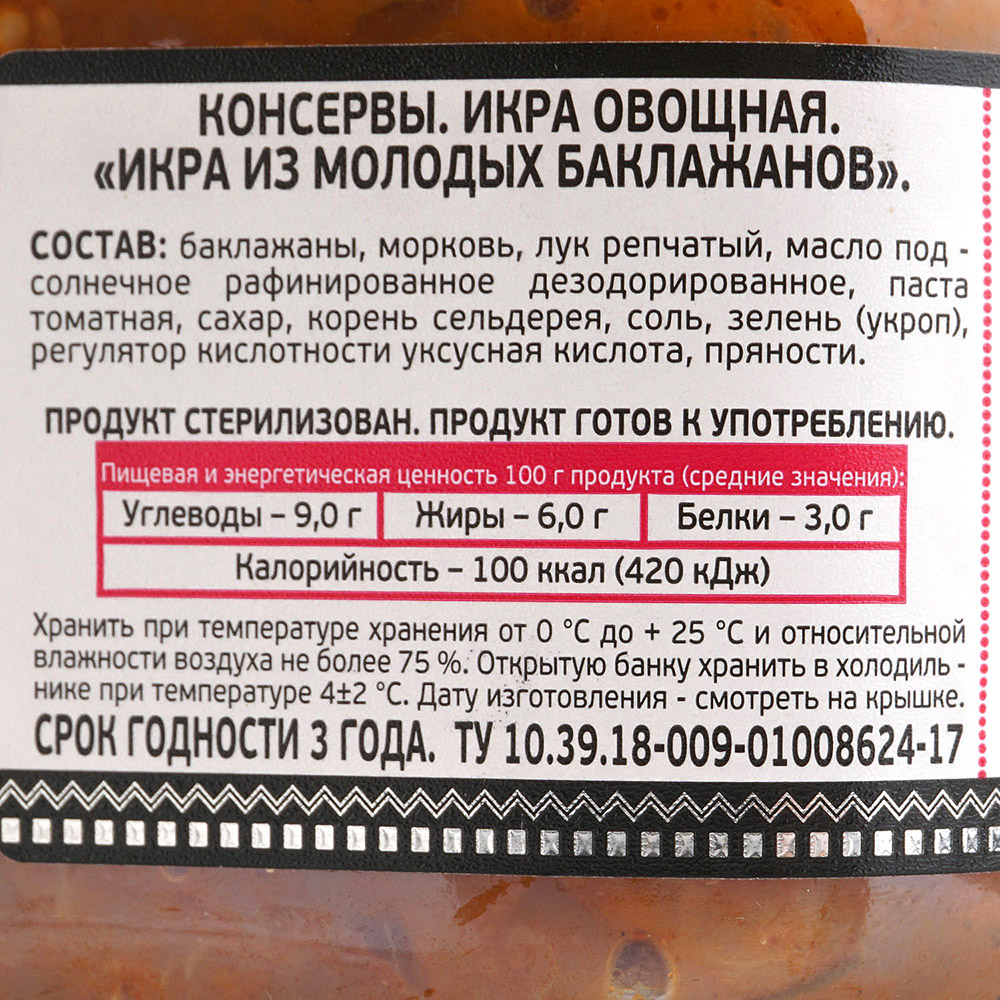 КОНСЕРВЫ. ИКРА ОВОЩНАЯ.
«ИКРА ИЗ МОЛОДЫХ БАКЛАЖАНОВ».
СОСТАВ: баклажаны, морковь, лук репчатый, масло под -
солнечное рафинированное дезодорированное, паста
томатная, сахар, корень сельдерея, соль, зелень (укроп),
регулятор кислотности уксусная кислота, пряности.
ПРОДУКТ СТЕРИЛИЗОВАН. ПРОДУКТ ГОТОВ К УПОТРЕБЛЕНИЮ.
Пищевая и энергетическая ценность 100 г продукта (средние значения):
Углеводы – 9,0 г Жиры – 6,0 г Белки – 3,0 г
Калорийность – 100 ккал (420 кДж)
Хранить при температуре хранения от 0 °С до + 25 °С и относительной
влажности воздуха не более 75 %. Открытую банку хранить в холодиль -
нике при температуре 4±2 °С. Дату изготовления - смотреть на крышке.
СРОК ГОДНОСТИ 3 ГОДА. ТУ 10.39.18-009-01008624-17